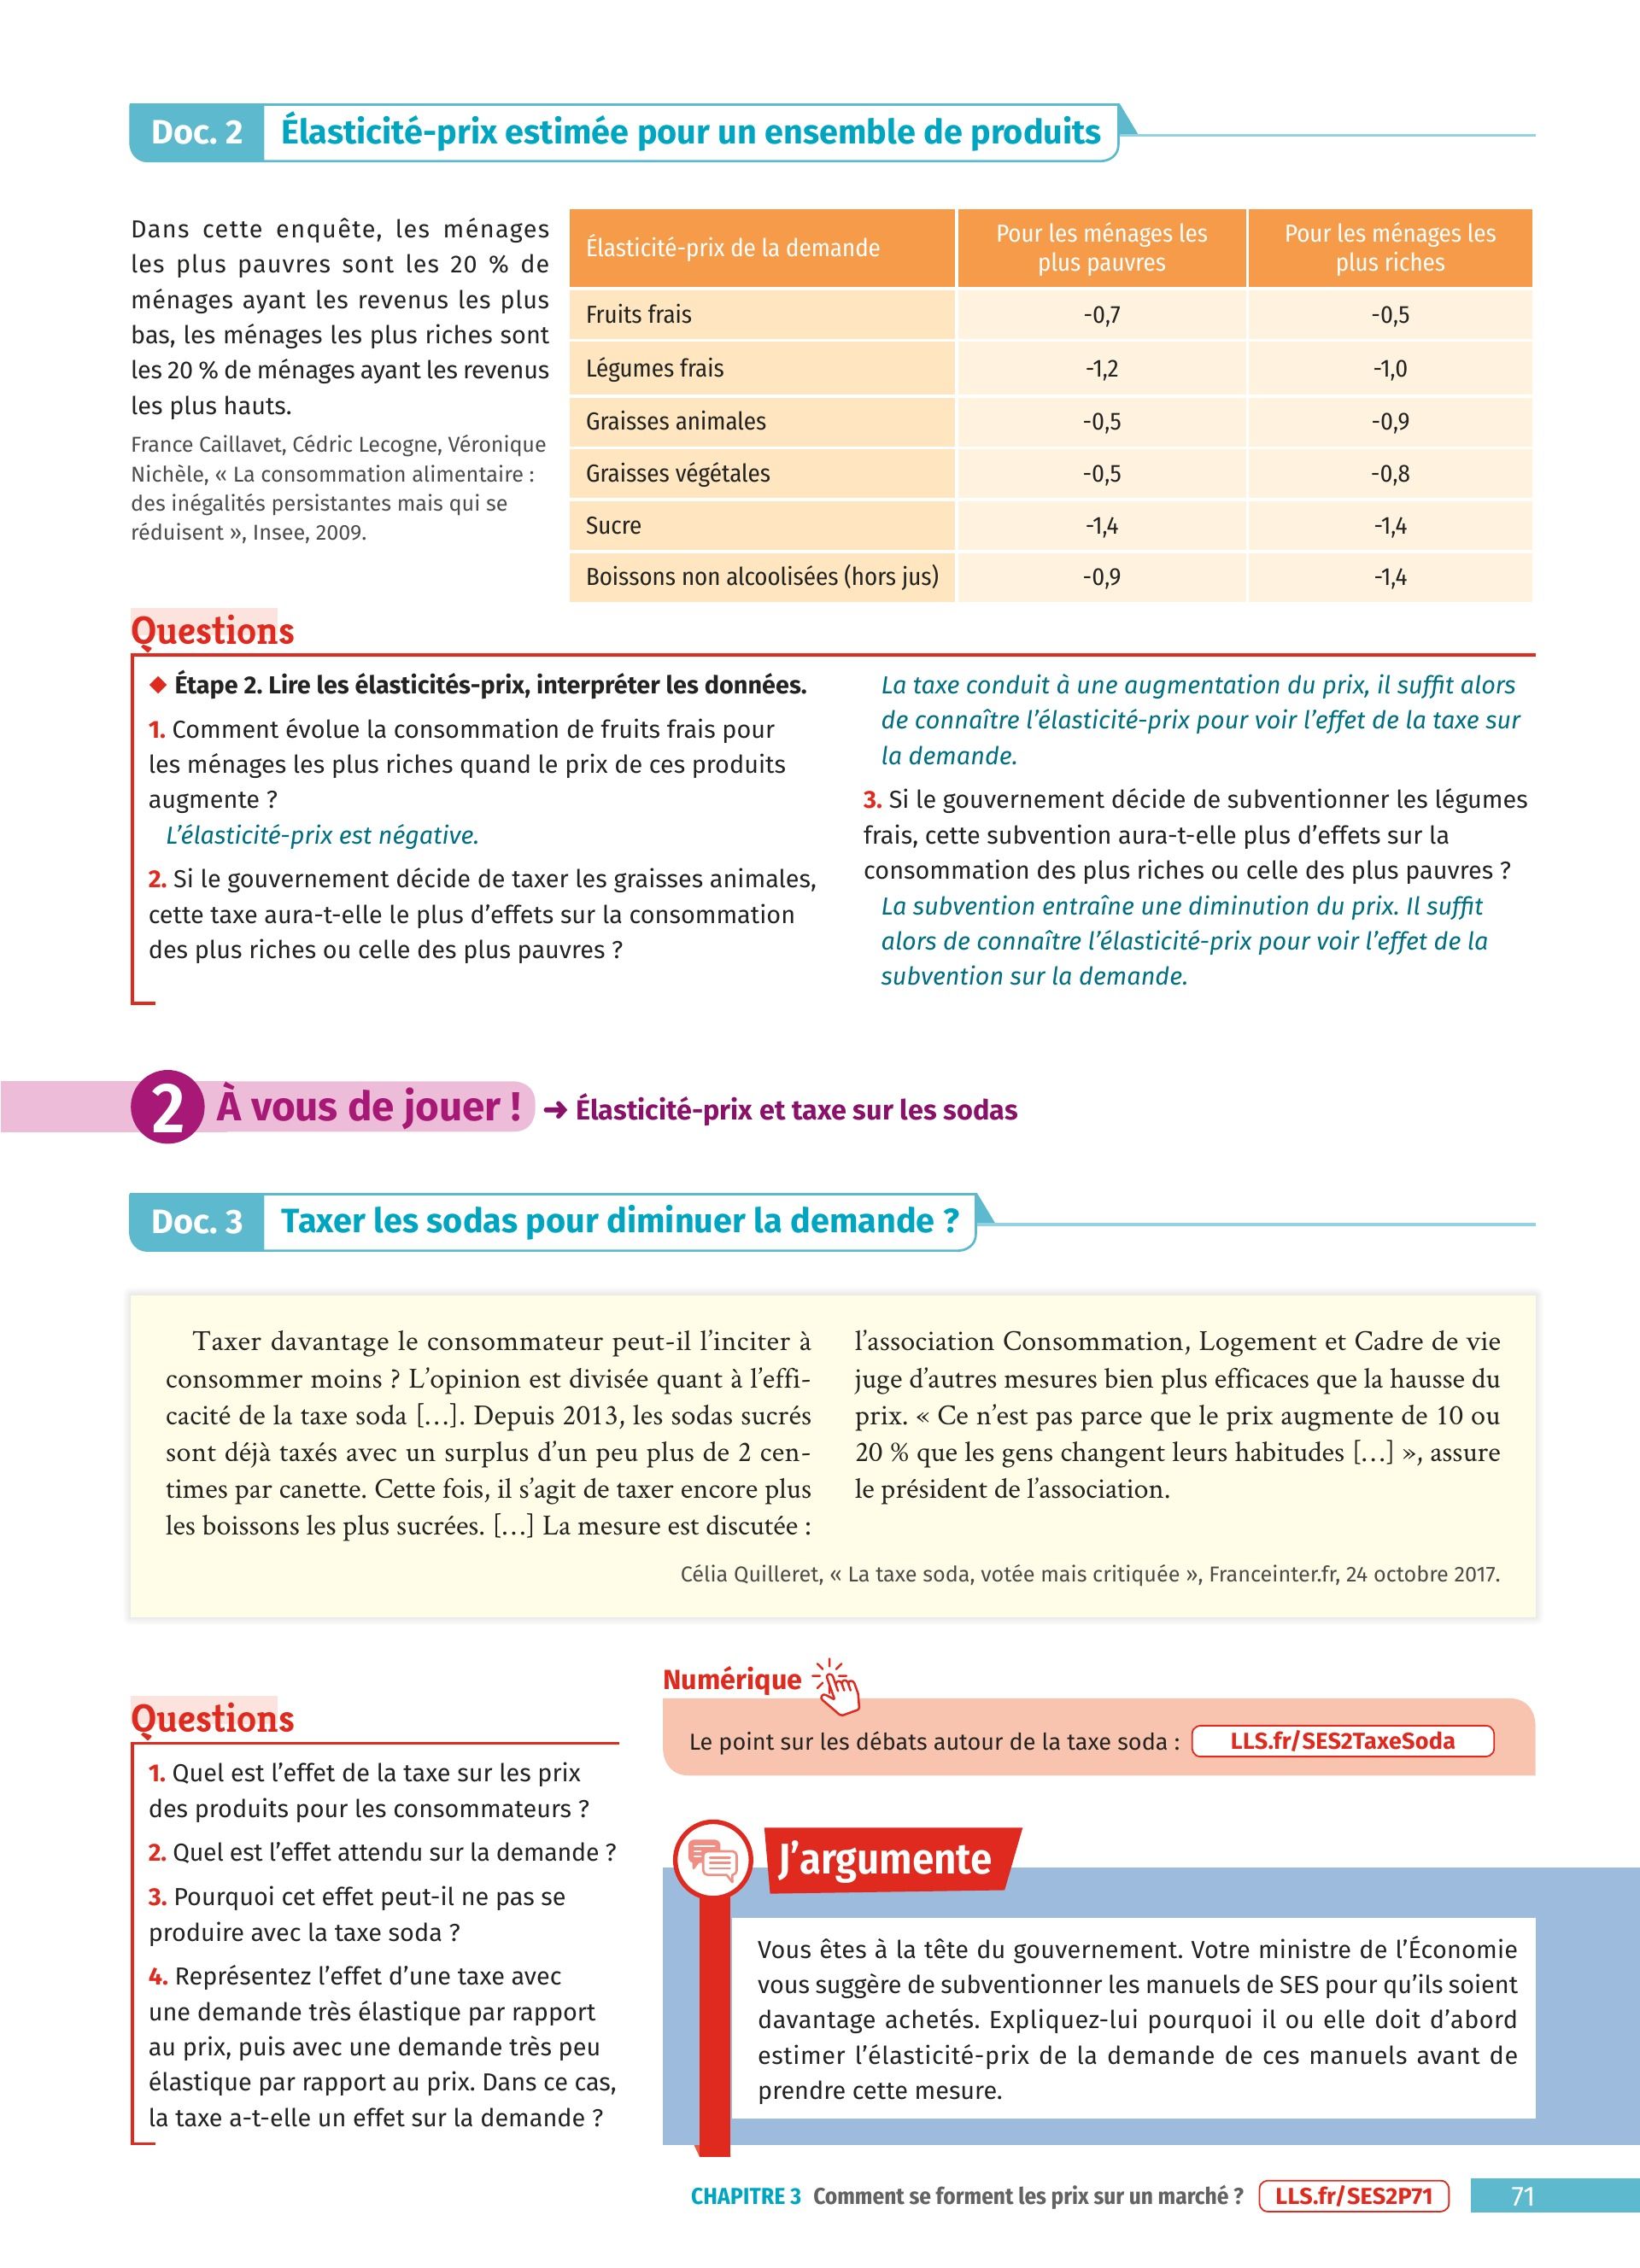 Doc. 2 Élasticité-prix estimée pour un ensemble de produits
Dans cette enquête, les ménages
les plus pauvres sont les 20 % de
ménages ayant les revenus les plus
bas, les ménages les plus riches sont
les 20 % de ménages ayant les revenus
les plus hauts.
France Caillavet, Cédric Lecogne, Véronique
Nichèle, « La consommation alimentaire :
des inégalités persistantes mais qui se
réduisent », Insee, 2009.
Élasticité-prix de la demande
Pour les ménages les
plus pauvres
Pour les ménages les
plus riches
Fruits frais -0,7 -0,5
Légumes frais -1,2 -1,0
Graisses animales -0,5 -0,9
Graisses végétales -0,5 -0,8
Sucre -1,4 -1,4
Boissons non alcoolisées (hors jus) -0,9 -1,4
Questions
◆ Étape 2. Lire les élasticités-prix, interpréter les données.
1. Comment évolue la consommation de fruits frais pour
les ménages les plus riches quand le prix de ces produits
augmente ?
L’élasticité-prix est négative.
2. Si le gouvernement décide de taxer les graisses animales,
cette taxe aura-t-elle le plus d’effets sur la consommation
des plus riches ou celle des plus pauvres ?
La taxe conduit à une augmentation du prix, il suffit alors
de connaître l’élasticité-prix pour voir l’effet de la taxe sur
la demande.
3. Si le gouvernement décide de subventionner les légumes
frais, cette subvention aura-t-elle plus d’effets sur la
consommation des plus riches ou celle des plus pauvres ?
La subvention entraîne une diminution du prix. Il suffit
alors de connaître l’élasticité-prix pour voir l’effet de la
subvention sur la demande.
2 À vous de jouer ! ➜ Élasticité-prix et taxe sur les sodas
Doc. 3 Taxer les sodas pour diminuer la demande ?
Taxer davantage le consommateur peut-il l’inciter à
consommer moins ? L’opinion est divisée quant à l’effi-
cacité de la taxe soda […]. Depuis 2013, les sodas sucrés
sont déjà taxés avec un surplus d’un peu plus de 2 cen-
times par canette. Cette fois, il s’agit de taxer encore plus
les boissons les plus sucrées. […] La mesure est discutée :
l’association Consommation, Logement et Cadre de vie
juge d’autres mesures bien plus efficaces que la hausse du
prix. « Ce n’est pas parce que le prix augmente de 10 ou
20 % que les gens changent leurs habitudes […] », assure
le président de l’association.
Célia Quilleret, « La taxe soda, votée mais critiquée », Franceinter.fr, 24 octobre 2017.
Questions
1. Quel est l’effet de la taxe sur les prix
des produits pour les consommateurs ?
2. Quel est l’effet attendu sur la demande ?
3. Pourquoi cet effet peut-il ne pas se
produire avec la taxe soda ?
4. Représentez l’effet d’une taxe avec
une demande très élastique par rapport
au prix, puis avec une demande très peu
élastique par rapport au prix. Dans ce cas,
la taxe a-t-elle un effet sur la demande ?
Numérique
Le point sur les débats autour de la taxe soda : LLS.fr/SES2TaxeSoda
J’argumente
Vous êtes à la tête du gouvernement. Votre ministre de l’Économie
vous suggère de subventionner les manuels de SES pour qu’ils soient
davantage achetés. Expliquez-lui pourquoi il ou elle doit d’abord
estimer l’élasticité-prix de la demande de ces manuels avant de
prendre cette mesure.
CHAPITRE 3 Comment se forment les prix sur un marché ? LLS.fr/SES2P71 71